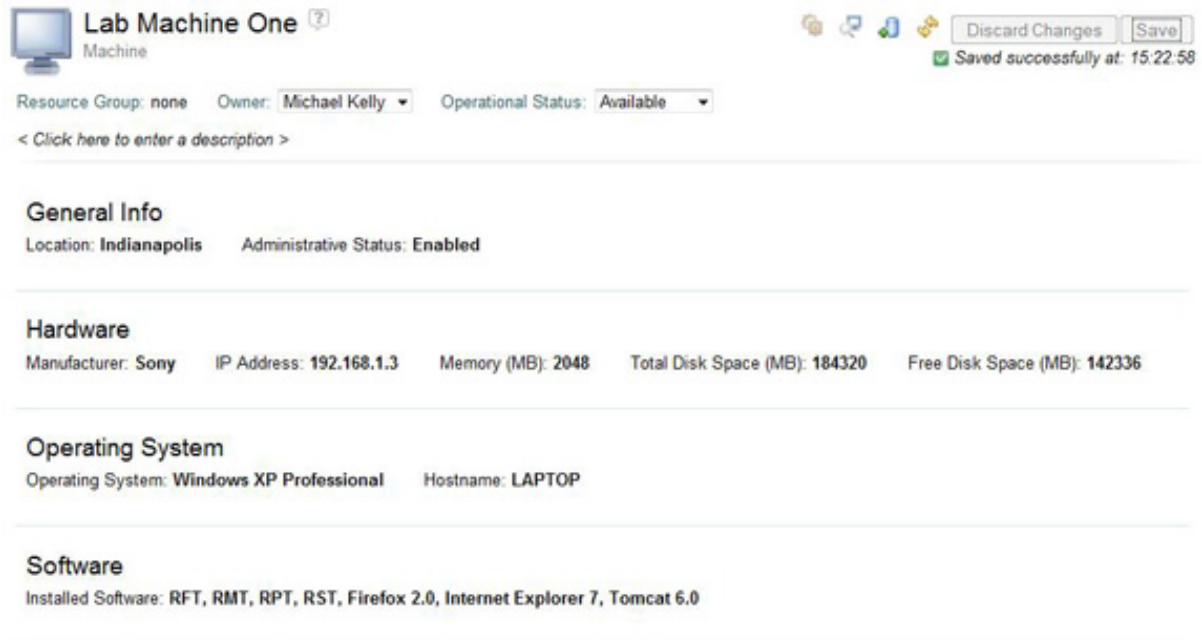 Lab Machine One ?
Machine
Discard Changes Save
Saved successfully at: 15:22:58
Resource Group: none Owner: Michael Kelly Operational Status: Available
< Click here to enter a description >
General Info
Location: Indianapolis Administrative Status: Enabled
Hardware
Manufacturer: Sony IP Address: 192.168.1.3 Memory (MB): 2048 Total Disk Space (MB): 184320 Free Disk Space (MB): 142336
Operating System
Operating System: Windows XP Professional Hostname: LAPTOP
Software
Installed Software: RFT, RMT, RPT, RST, Firefox 2.0, Internet Explorer 7, Tomcat 6.0